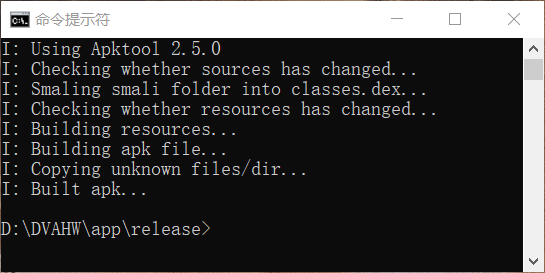 命令提示符
I: Using Apktool 2.5.0
I: Checking whether sources has changed...
I: Smaling smali folder into classes.dex...
I: Checking whether resources has changed...
I: Building resources...
I: Building apk file...
I: Copying unknown files/dir...
I: Built apk...
D:\DVAHW\app\release>